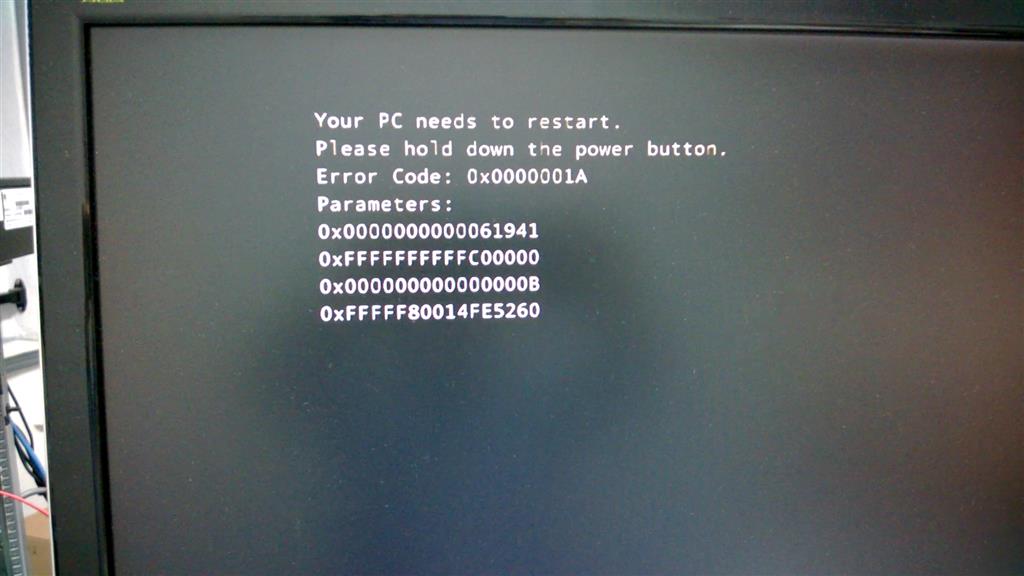 Your PC needs to restart.
Please hold down the power button.
Error Code: 0x0000001A
Parameters:
0x0000000000061941
0xFFFFFFFFFFC00000
0x000000000000000B
0xFFFFF80014FE5260